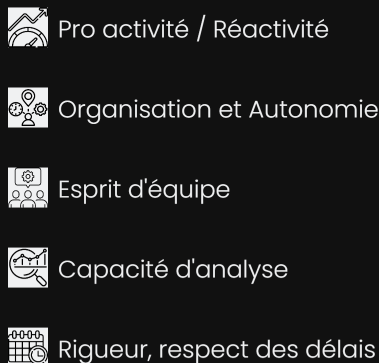 Pro activité / Réactivité
Organisation et Autonomie
Esprit d'équipe
Capacité d'analyse
Rigueur, respect des délais